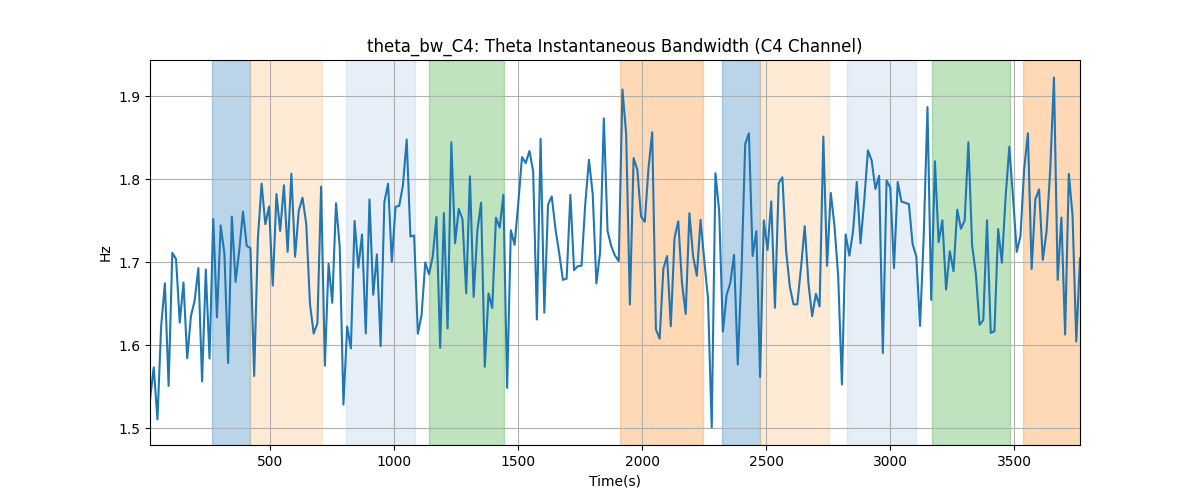 theta_bw_C4: Theta Instantaneous Bandwidth (C4 Channel)
1.9
1.8
1.7
1.6
1.5
Hz
500 1000 1500 2000 2500 3000 3500
Time(s)